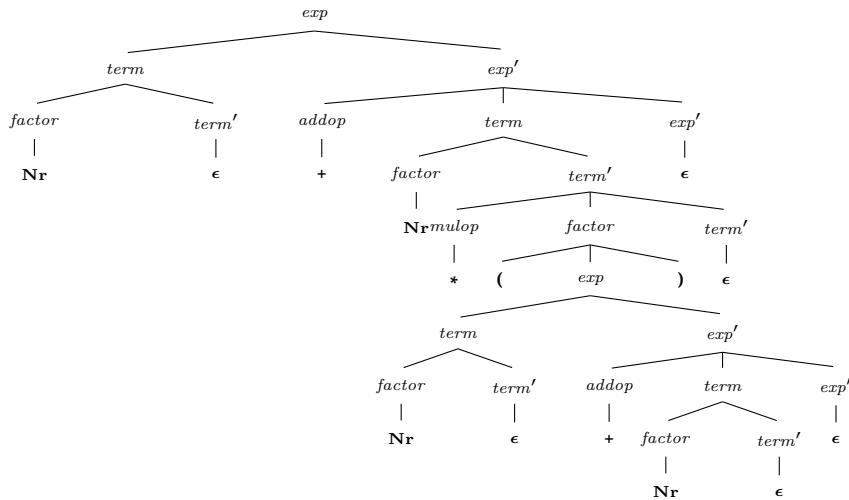 exp
term exp′
factor term′ addop term exp′
Nr ϵ + factor term′ ϵ
Nr mulop factor term′
* ( exp ) ϵ
term exp′
factor term′ addop term exp′
Nr ϵ + factor term′ ϵ
Nr ϵ